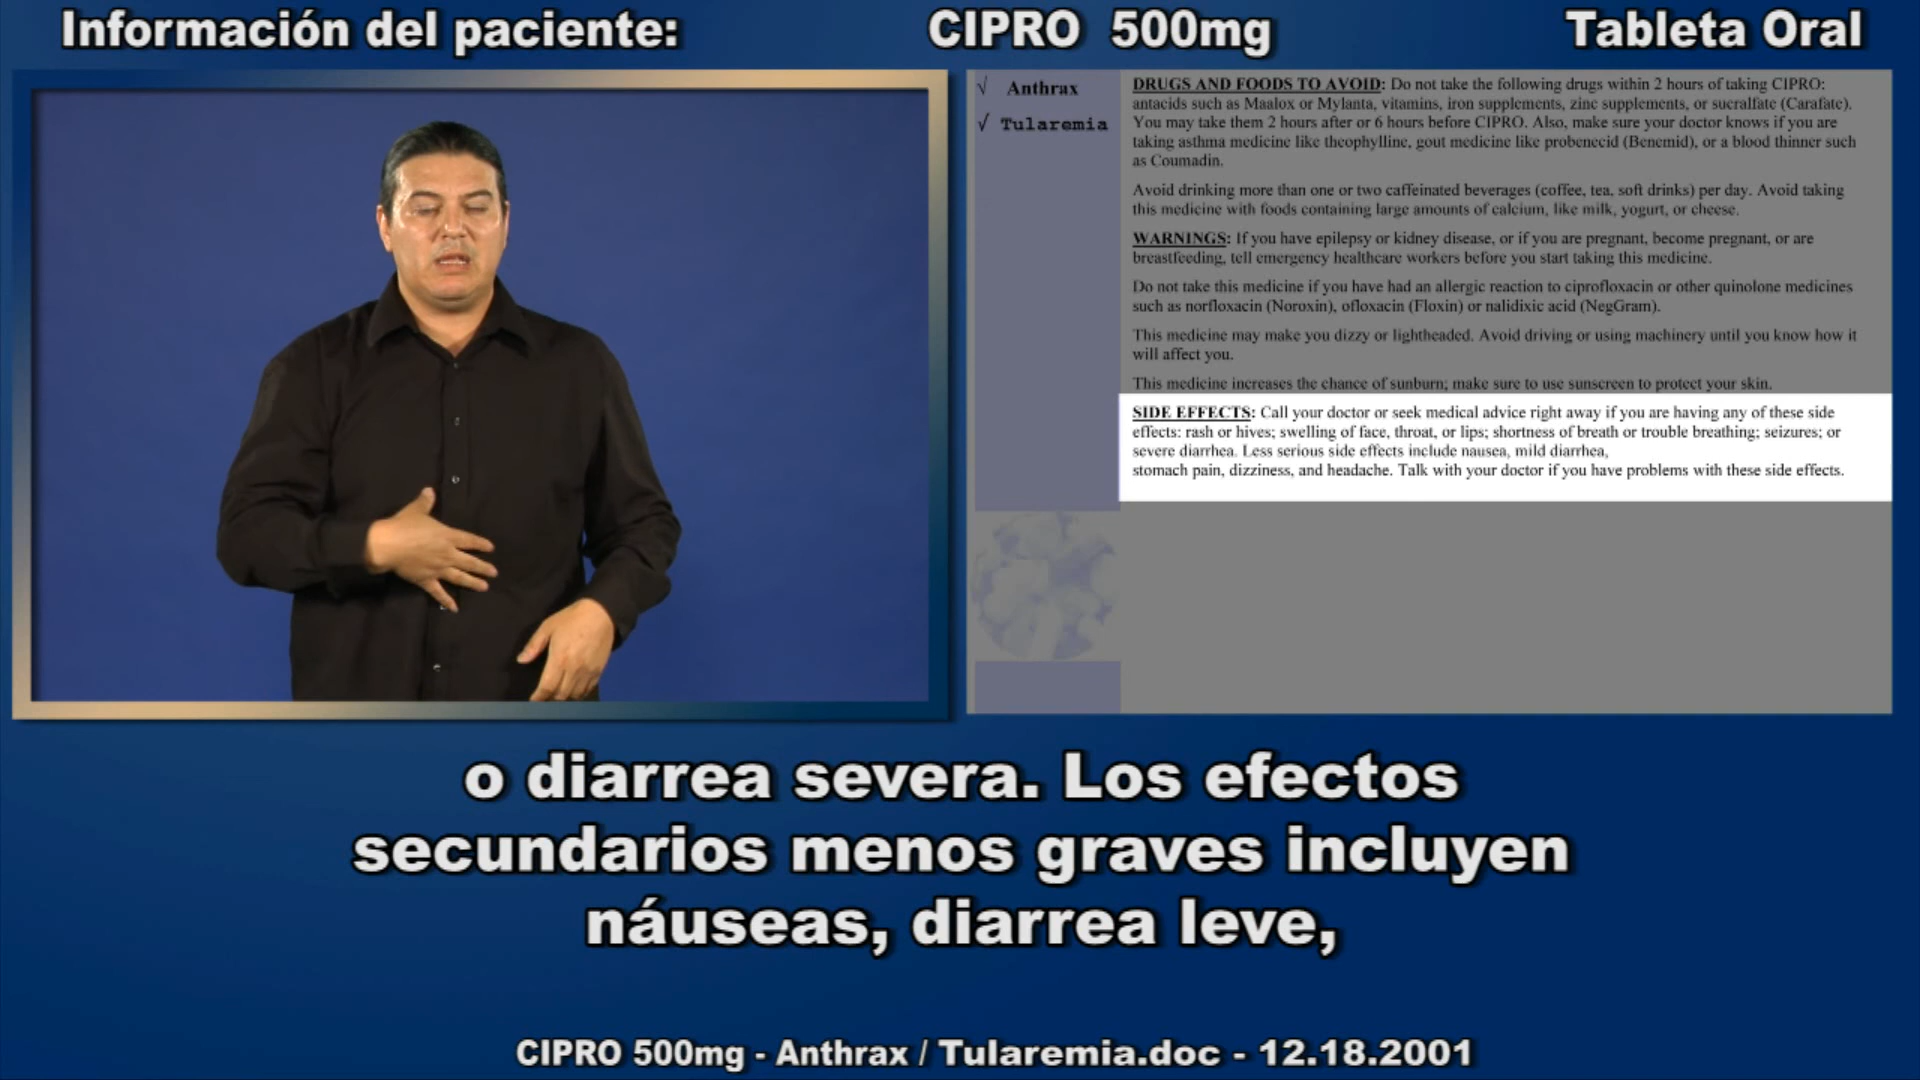 Información del paciente: CIPRO 500mg Tableta Oral
√ Anthrax
√ Tularemia
DRUGS AND FOODS TO AVOID: Do not take the following drugs within 2 hours of taking CIPRO:
antacids such as Maalox or Mylanta, vitamins, iron supplements, zinc supplements, or sucralfate (Carafate).
You may take them 2 hours after or 6 hours before CIPRO. Also, make sure your doctor knows if you are
taking asthma medicine like theophylline, gout medicine like probenecid (Benemid), or a blood thinner such
as Coumadin.
Avoid drinking more than one or two caffeinated beverages (coffee, tea, soft drinks) per day. Avoid taking
this medicine with foods containing large amounts of calcium, like milk, yogurt, or cheese.
WARNINGS: If you have epilepsy or kidney disease, or if you are pregnant, become pregnant, or are
breastfeeding, tell emergency healthcare workers before you start taking this medicine.
Do not take this medicine if you have had an allergic reaction to ciprofloxacin or other quinolone medicines
such as norfloxacin (Noroxin), ofloxacin (Floxin) or nalidixic acid (NegGram).
This medicine may make you dizzy or lightheaded. Avoid driving or using machinery until you know how it
will affect you.
This medicine increases the chance of sunburn; make sure to use sunscreen to protect your skin.
SIDE EFFECTS: Call your doctor or seek medical advice right away if you are having any of these side
effects: rash or hives; swelling of face, throat, or lips; shortness of breath or trouble breathing; seizures; or
severe diarrhea. Less serious side effects include nausea, mild diarrhea,
stomach pain, dizziness, and headache. Talk with your doctor if you have problems with these side effects.
o diarrea severa. Los efectos
secundarios menos graves incluyen
náuseas, diarrea leve,
CIPRO 500mg - Anthrax / Tularemia.doc - 12.18.2001